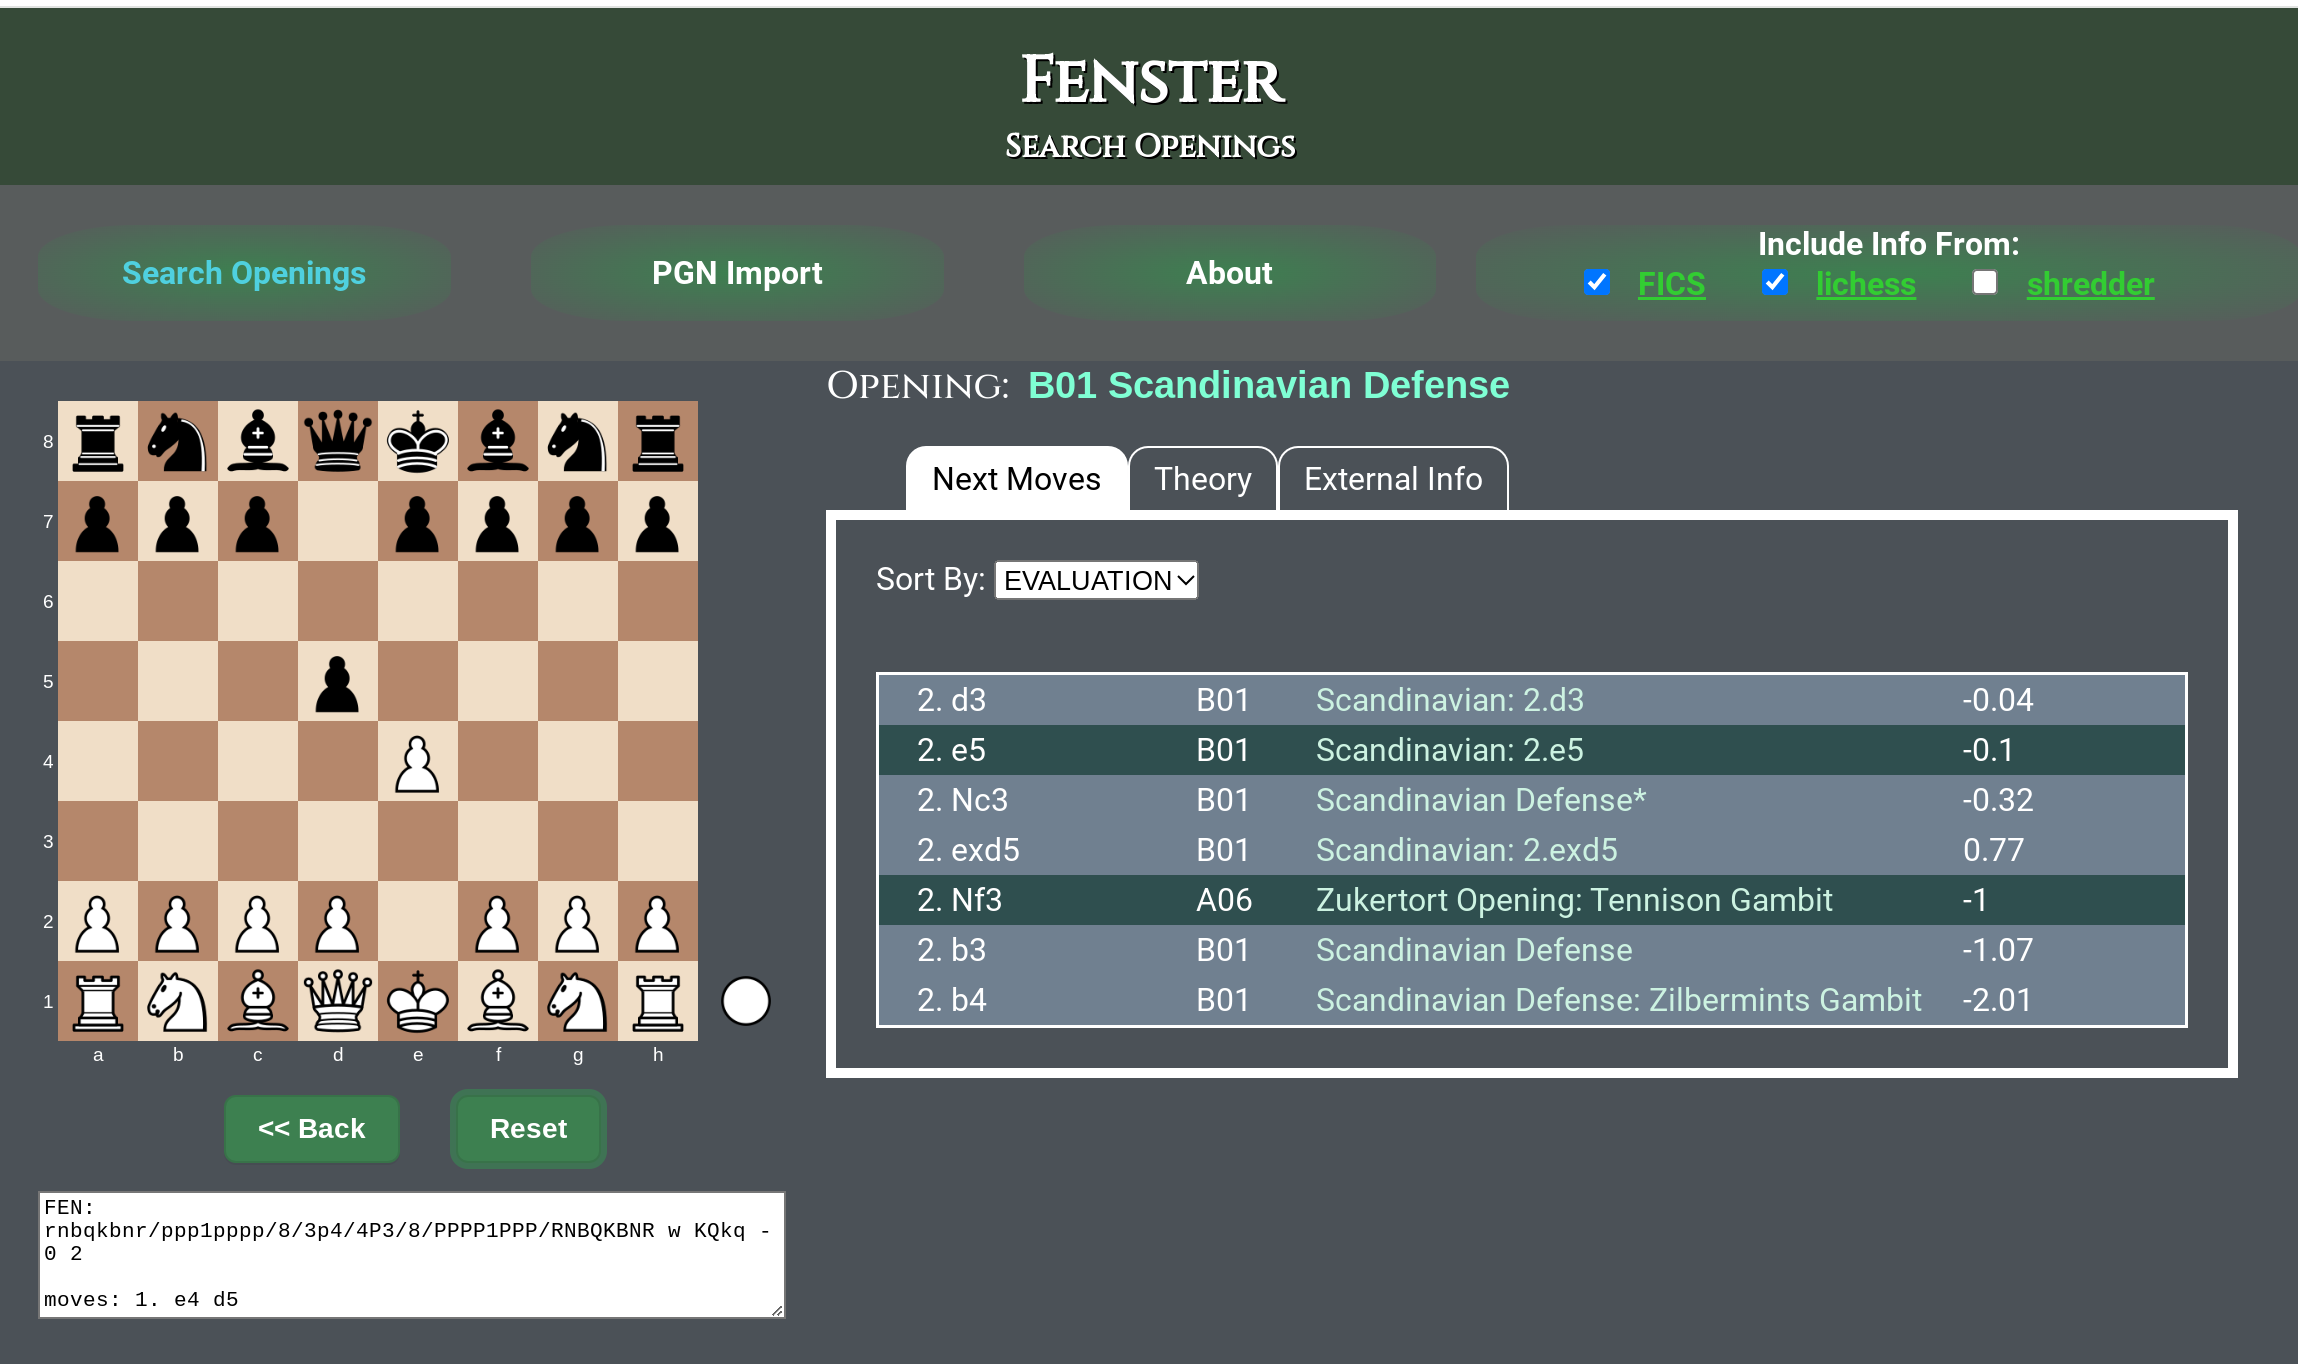 Fenster
Search Openings
Search Openings
PGN Import
About
Include Info From:
FICS lichess shredder
Opening: B01 Scandinavian Defense
Next Moves
Theory
External Info
Sort By: EVALUATION
2. d3 B01 Scandinavian: 2.d3 -0.04
2. e5 B01 Scandinavian: 2.e5 -0.1
2. Nc3 B01 Scandinavian Defense* -0.32
2. exd5 B01 Scandinavian: 2.exd5 0.77
2. Nf3 A06 Zukertort Opening: Tennison Gambit -1
2. b3 B01 Scandinavian Defense -1.07
2. b4 B01 Scandinavian Defense: Zilbermints Gambit -2.01
8
7
6
5
4
3
2
1
a b c d e f g h
<< Back
Reset
FEN:
rnbqkbnr/ppp1pppp/8/3p4/4P3/8/PPPP1PPP/RNBQKBNR w KQkq -
0 2
moves: 1. e4 d5